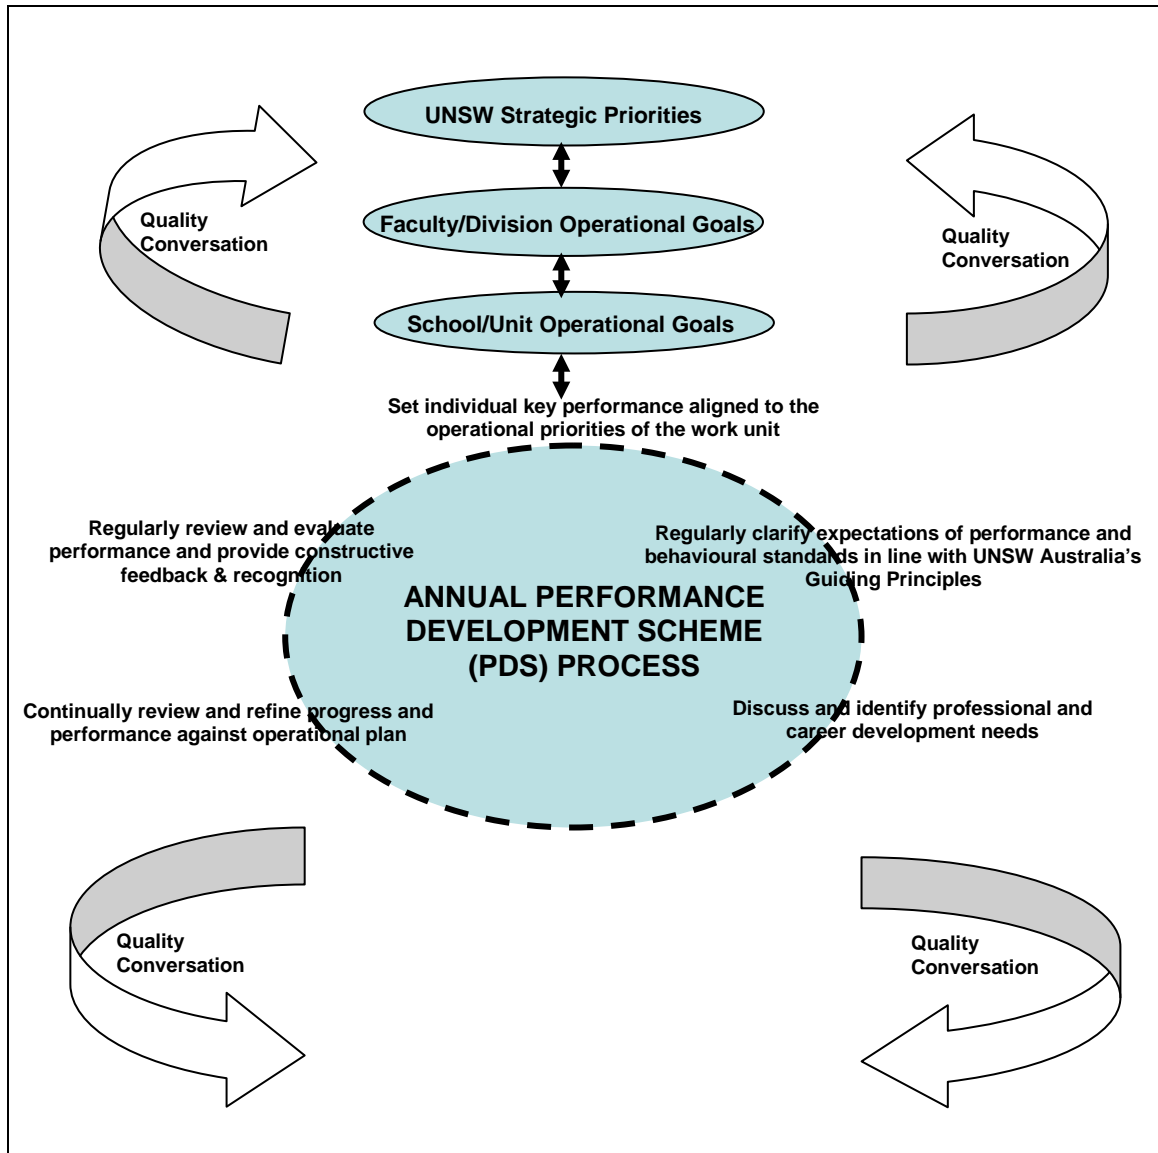 UNSW Strategic Priorities
Quality
Conversation
Faculty/Division Operational Goals
Quality
Conversation
School/Unit Operational Goals
Set individual key performance aligned to the
operational priorities of the work unit
Regularly review and evaluate
performance and provide constructive
feedback & recognition
Regularly clarify expectations of performance and
behavioural standards in line with UNSW Australia's
Guiding Principles
ANNUAL PERFORMANCE
DEVELOPMENT SCHEME
(PDS) PROCESS
Continually review and refine progress and
performance against operational plan
Discuss and identify professional and
career development needs
Quality
Conversation
Quality
Conversation